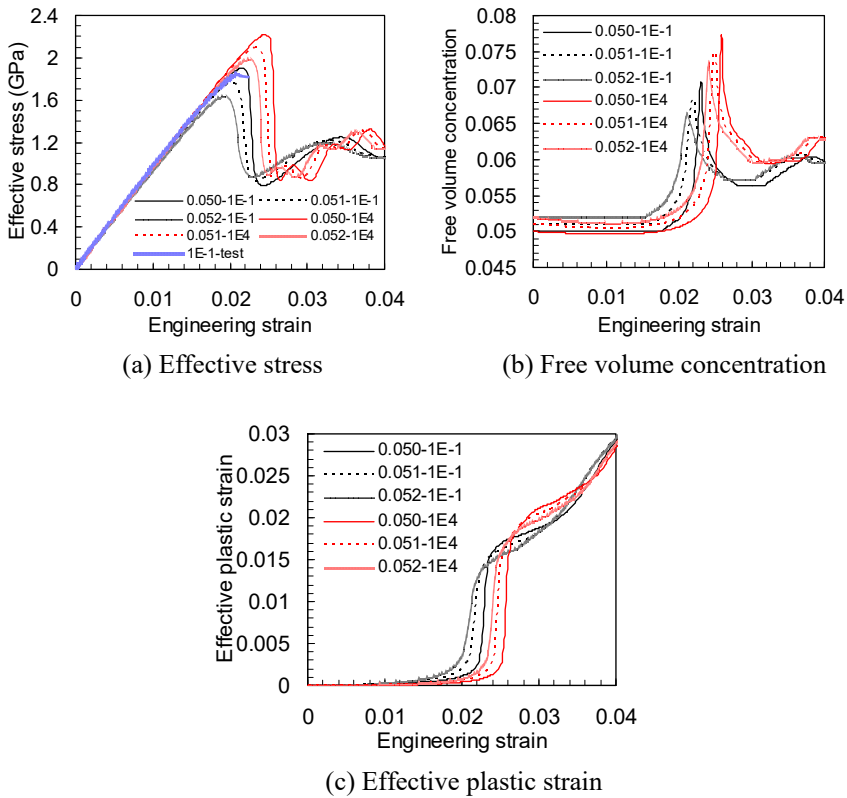 Effective stress (GPa)
2.4
2
1.6
1.2
0.8
0.4
0
0.050-1E-1 0.051-1E-1
0.052-1E-1 0.050-1E4
0.051-1E4 0.052-1E4
1E-1-test
0 0.01 0.02 0.03 0.04
Engineering strain
(a) Effective stress
Free volume concentration
0.08
0.075
0.07
0.065
0.06
0.055
0.05
0.045
0.050-1E-1
0.051-1E-1
0.052-1E-1
0.050-1E4
0.051-1E4
0.052-1E4
0 0.01 0.02 0.03 0.04
Engineering strain
(b) Free volume concentration
Effective plastic strain
0.03
0.025
0.02
0.015
0.01
0.005
0
0.050-1E-1
0.051-1E-1
0.052-1E-1
0.050-1E4
0.051-1E4
0.052-1E4
0 0.01 0.02 0.03 0.04
Engineering strain
(c) Effective plastic strain